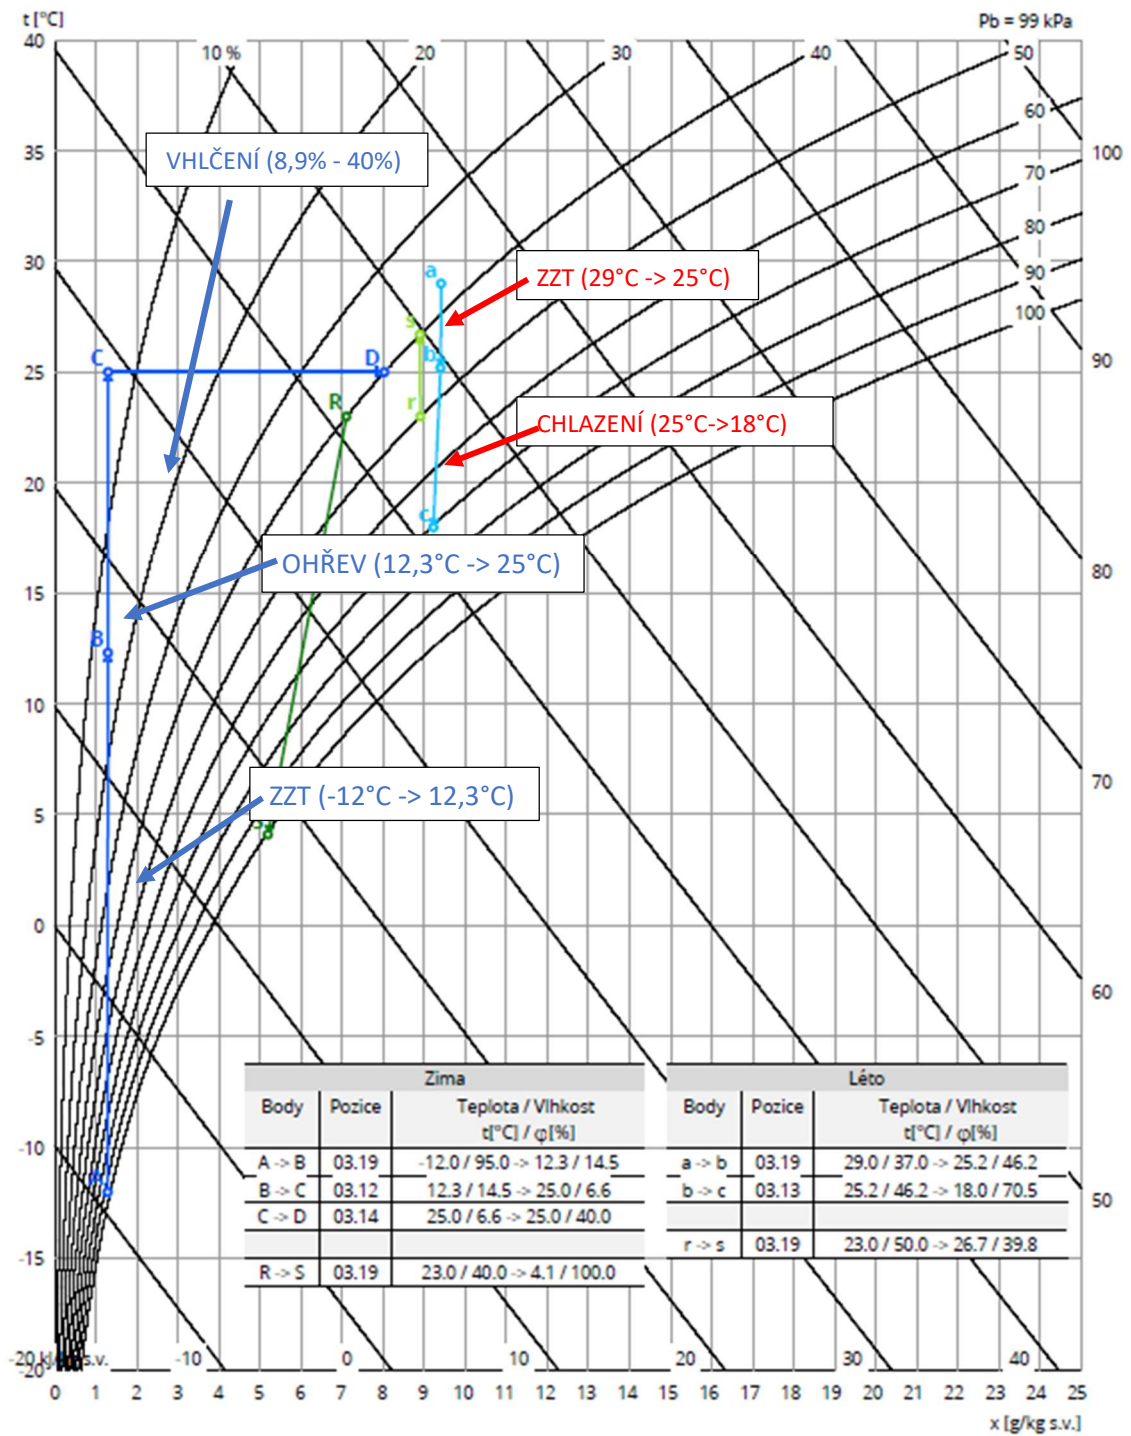 t [°C]
Pb = 99 kPa
40
10 %
20
30
40
50
60
35
VHLČENÍ (8,9% - 40%)
100
70
80
30
a
ZZT (29°C -> 25°C)
90
100
s
C
D
b
90
25
R
r
CHLAZENÍ (25°C->18°C)
20
c
OHŘEV (12,3°C -> 25°C)
80
15
B
10
70
ZZT (-12°C -> 12,3°C)
5
0
60
-5
Zima
Body Pozice Teplota / Vlhkost
t[°C] / φ[%]
A -> B 03.19 -12.0 / 95.0 -> 12.3 / 14.5
B -> C 03.12 12.3 / 14.5 -> 25.0 / 6.6
C -> D 03.14 25.0 / 6.6 -> 25.0 / 40.0
R -> S 03.19 23.0 / 40.0 -> 4.1 / 100.0
Léto
Body Pozice Teplota / Vlhkost
t[°C] / φ[%]
a -> b 03.19 29.0 / 37.0 -> 25.2 / 46.2
b -> c 03.13 25.2 / 46.2 -> 18.0 / 70.5
r -> s 03.19 23.0 / 50.0 -> 26.7 / 39.8
-10
A
50
-15
-20
s.v.
-10
0
10
20
30
40
-20
0 1 2 3 4 5 6 7 8 9 10 11 12 13 14 15 16 17 18 19 20 21 22 23 24 25
x [g/kg s.v.]